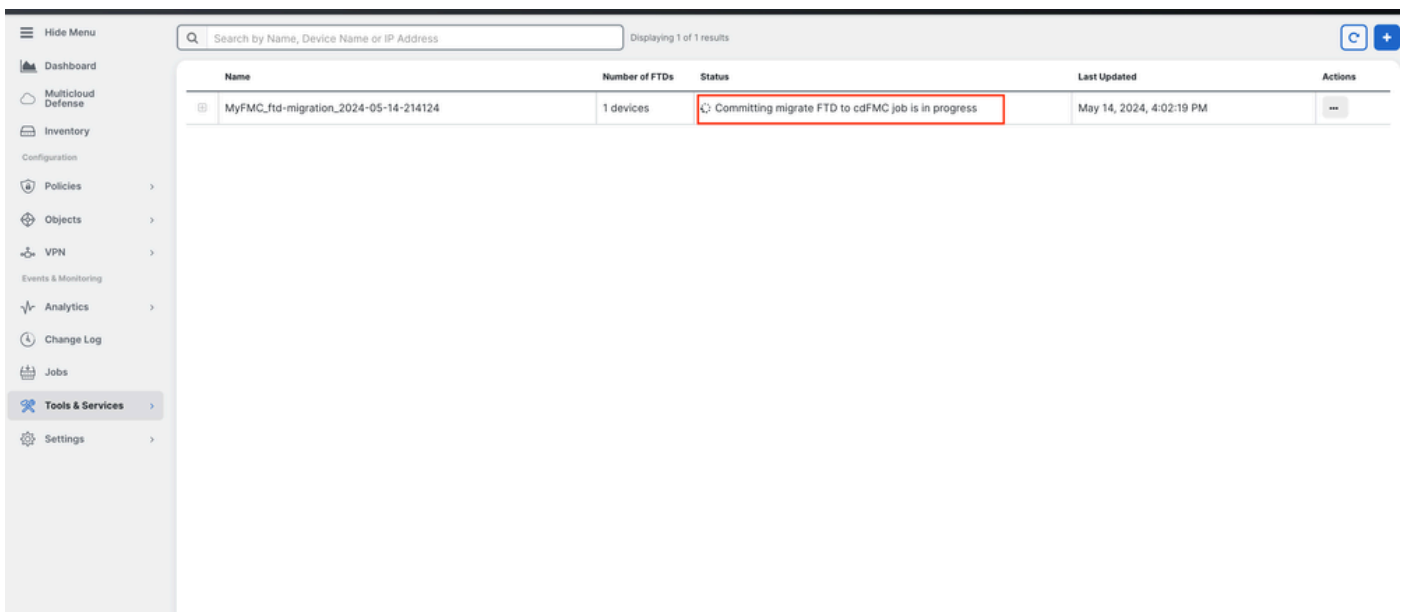 Hide Menu
Search by Name, Device Name or IP Address
Displaying 1 of 1 results
Dashboard
Multicloud
Defense
Inventory
Configuration
Policies
Objects
VPN
Events & Monitoring
Analytics
Change Log
Jobs
Tools & Services
Settings
Name Number of FTDs Status Last Updated Actions
MyFMC_ftd-migration_2024-05-14-214124 1 devices Committing migrate FTD to cdFMC job is in progress May 14, 2024, 4:02:19 PM